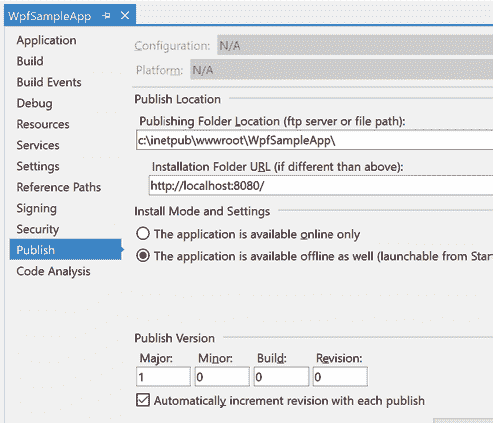 WpfSampleApp
Application
Build
Build Events
Debug
Resources
Services
Settings
Reference Paths
Signing
Security
Publish
Code Analysis
Configuration: N/A
Platform: N/A
Publish Location
Publishing Folder Location (ftp server or file path):
c:\inetpub\wwwroot\WpfSampleApp\
Installation Folder URL (if different than above):
http://localhost:8080/
Install Mode and Settings
The application is available online only
The application is available offline as well (launchable from Star
Publish Version
Major: Minor: Build: Revision:
1 0 0 0
Automatically increment revision with each publish